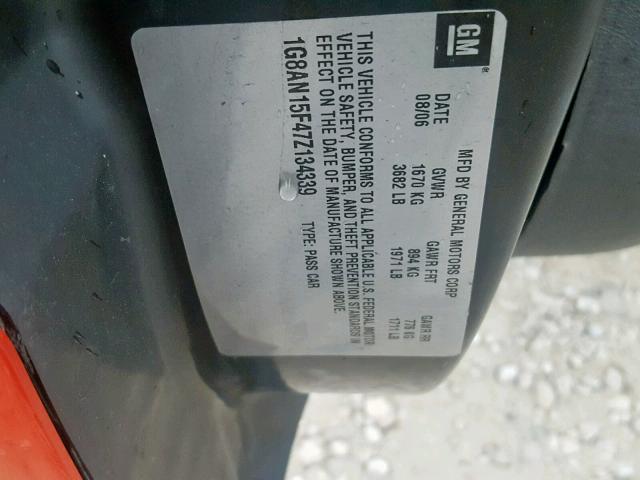 GM
MFD BY GENERAL MOTORS CORP
DATE GVWR GAWR FRT GAWR RR
08/06 1670 KG 894 KG 776 KG
3682 LB 1971 LB 1711 LB
THIS VEHICLE CONFORMS TO ALL APPLICABLE U.S. FEDERAL MOTOR
VEHICLE SAFETY, BUMPER, AND THEFT PREVENTION STANDARDS IN
EFFECT ON THE DATE OF MANUFACTURE SHOWN ABOVE.
1G8AN15F47Z134339 TYPE: PASS CAR